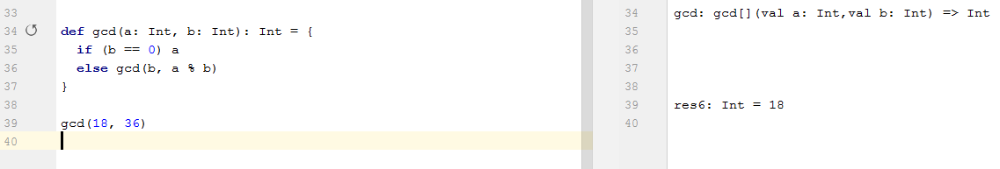 33
34 def gcd(a: Int, b: Int): Int = {
35 if (b == 0) a
36 else gcd(b, a % b)
37 }
38
39 gcd(18, 36)
40
34 gcd: gcd[](val a: Int,val b: Int) => Int
35
36
37
38
39 res6: Int = 18
40